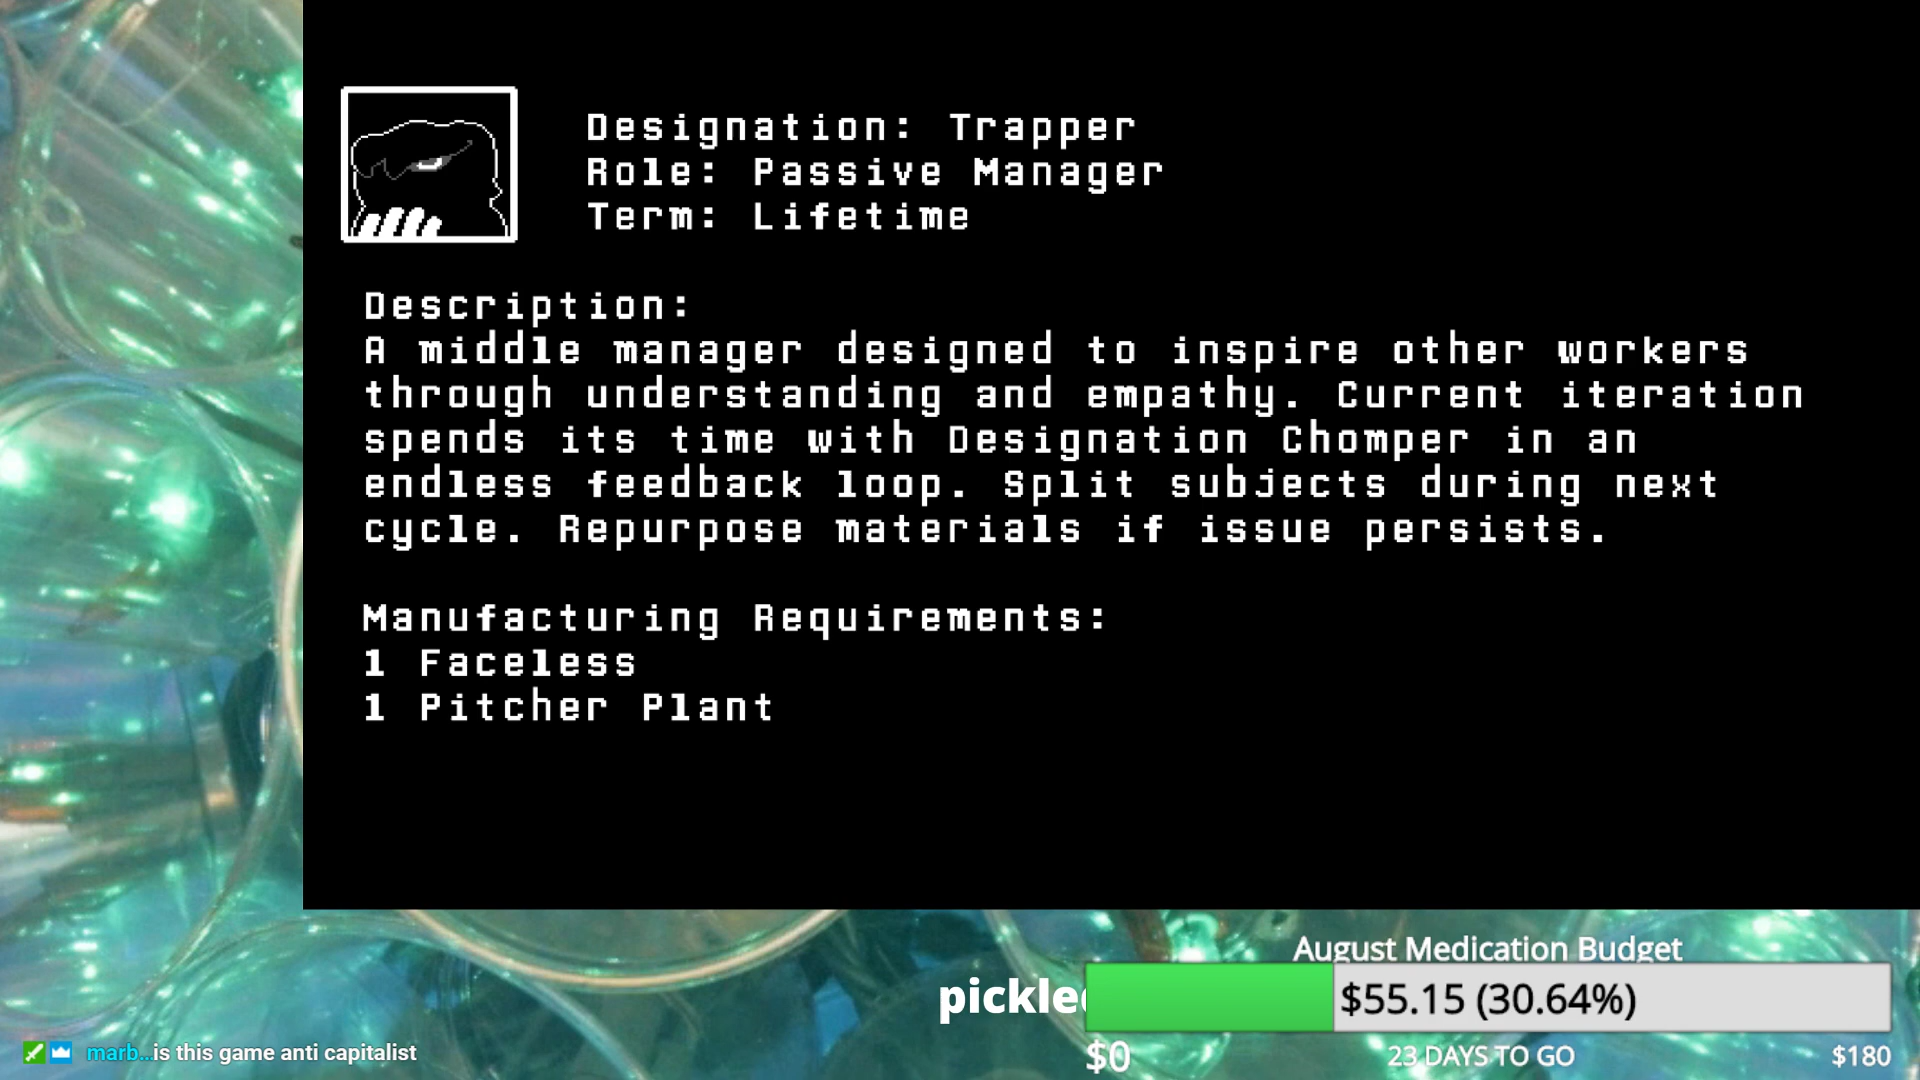 Designation: Trapper
Role: Passive Manager
Term: Lifetime
Description:
A middle manager designed to inspire other workers
through understanding and empathy. Current iteration
spends its time with Designation Chomper in an
endless feedback loop. Split subjects during next
cycle. Repurpose materials if issue persists.
Manufacturing Requirements:
1 Faceless
1 Pitcher Plant
August Medication Budget
$55.15 (30.64%)
$0
23 DAYS TO GO
$180
marb...is this game anti capitalist